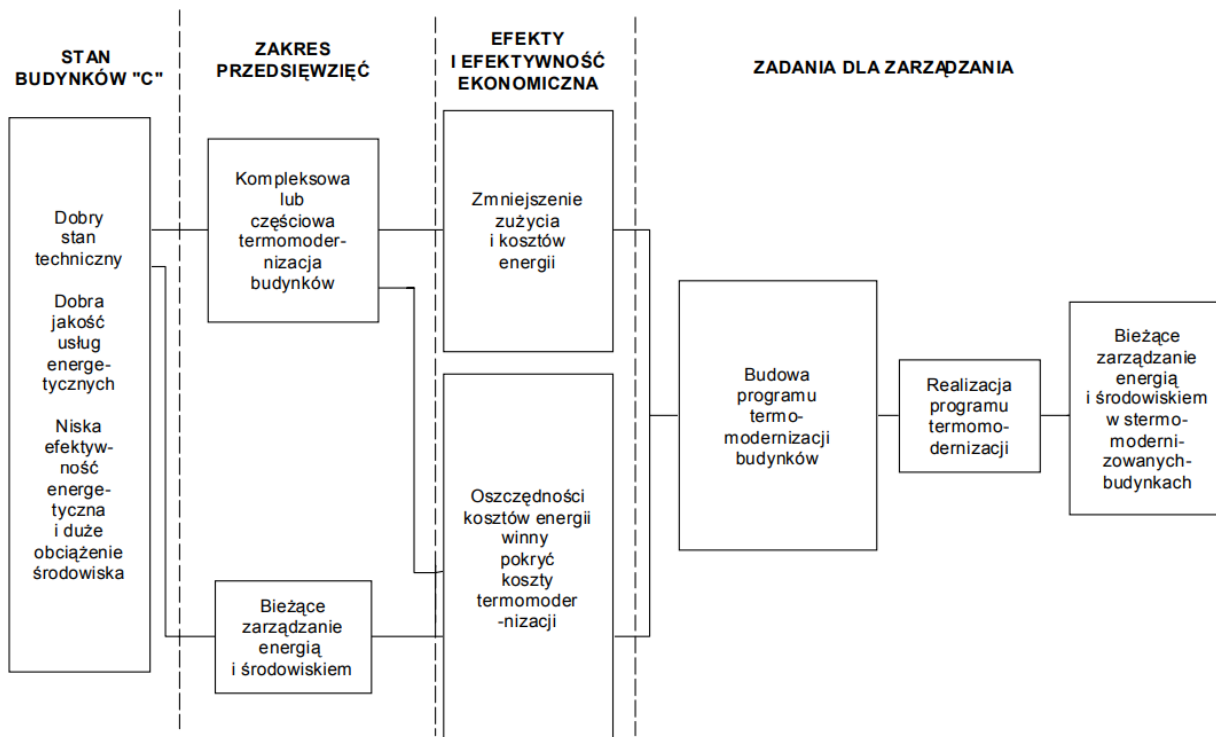 STAN
BUDYNKÓW "C"
ZAKRES
PRZEDSIĘWZIĘĆ
EFEKTY
I EFEKTYWNOŚĆ
EKONOMICZNA
ZADANIA DLA ZARZĄDZANIA
Dobry
stan
techniczny
Dobra
jakość
usług
energe-
tycznych
Niska
efektyw-
ność
energe-
tyczna
i duże
obciążenie
środowiska
Kompleksowa
lub
częściowa
termomoder-
nizacja
budynków
Bieżące
zarządzanie
energią
i środowiskiem
Zmniejszenie
zużycia
i kosztów
energii
Oszczędności
kosztów energii
winny
pokryć
koszty
termomoder
-nizacji
Budowa
programu
termo-
modernizacji
budynków
Realizacja
programu
termomo-
dernizacji
Bieżące
zarządzanie
energią
i środowiskiem
w stermo-
moderni-
zowanych-
budynkach